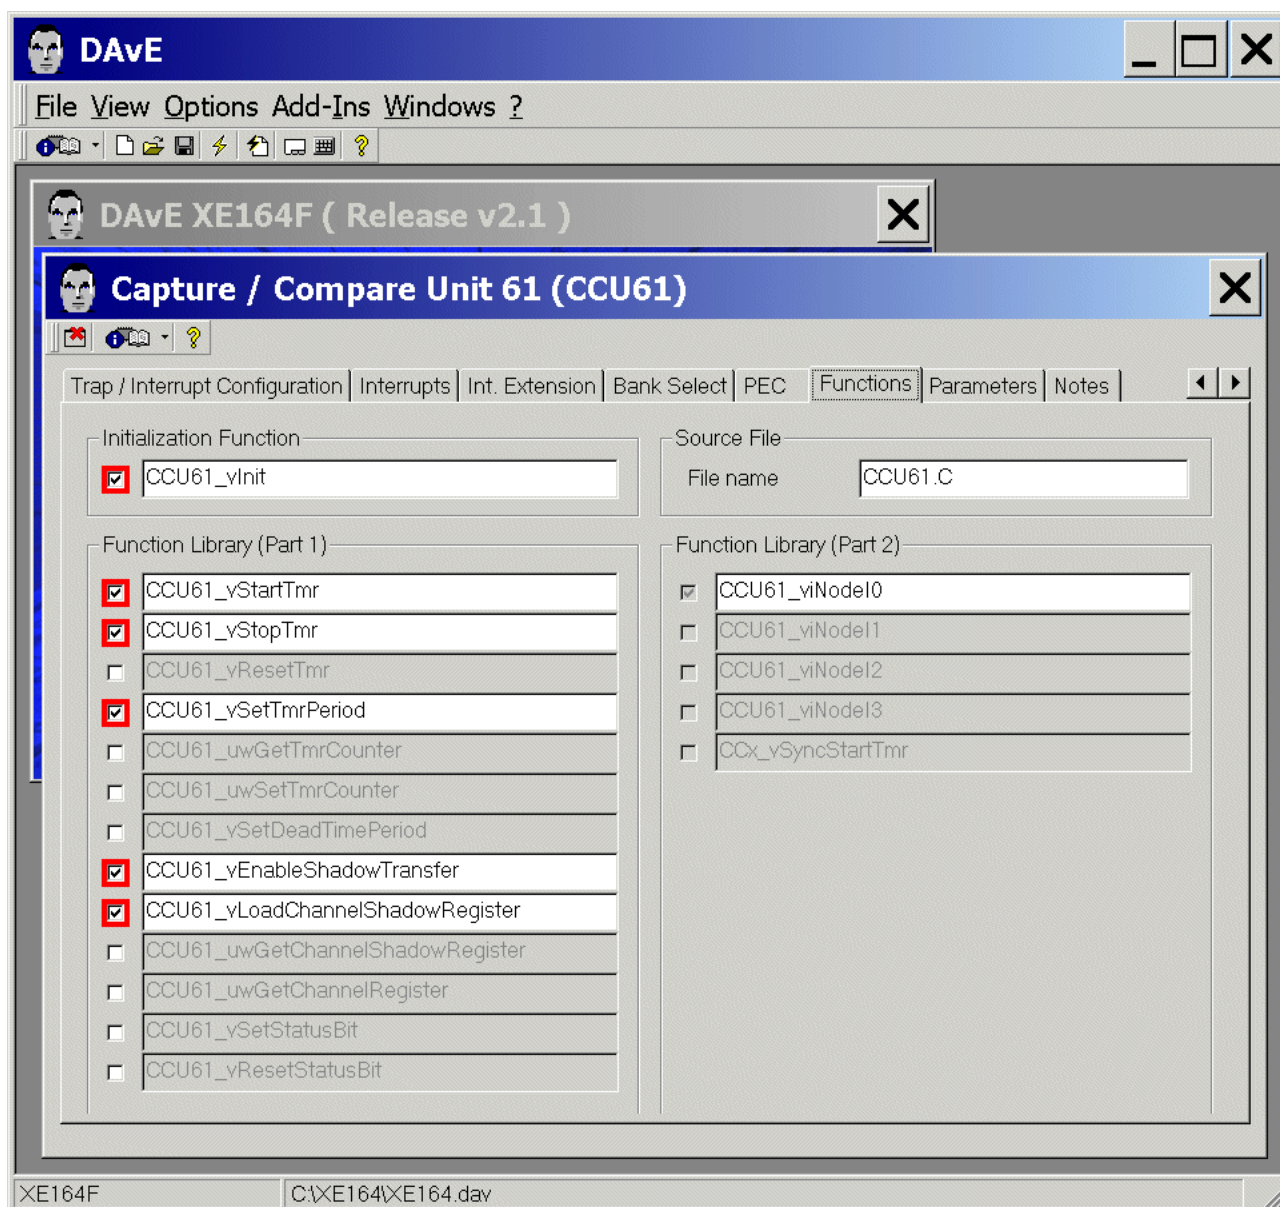 DAvE
File View Options Add-Ins Windows ?
DAvE XE164F ( Release v2.1 )
Capture / Compare Unit 61 (CCU61)
Trap / Interrupt Configuration Interrupts Int. Extension Bank Select PEC Functions Parameters Notes
Initialization Function
CCU61_vInit
Source File
File name CCU61.C
Function Library (Part 1)
CCU61_vStartTmr
CCU61_vStopTmr
CCU61_vResetTmr
CCU61_vSetTmrPeriod
CCU61_uwGetTmrCounter
CCU61_uwSetTmrCounter
CCU61_vSetDeadTimePeriod
CCU61_vEnableShadowTransfer
CCU61_vLoadChannelShadowRegister
CCU61_uwGetChannelShadowRegister
CCU61_uwGetChannelRegister
CCU61_vSetStatusBit
CCU61_vResetStatusBit
Function Library (Part 2)
CCU61_viNodeI0
CCU61_viNodeI1
CCU61_viNodeI2
CCU61_viNodeI3
CCx_vSyncStartTmr
XE164F C:\XE164\XE164.dav